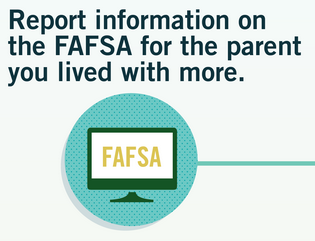 Report information on
the FAFSA for the parent
you lived with more.
FAFSA